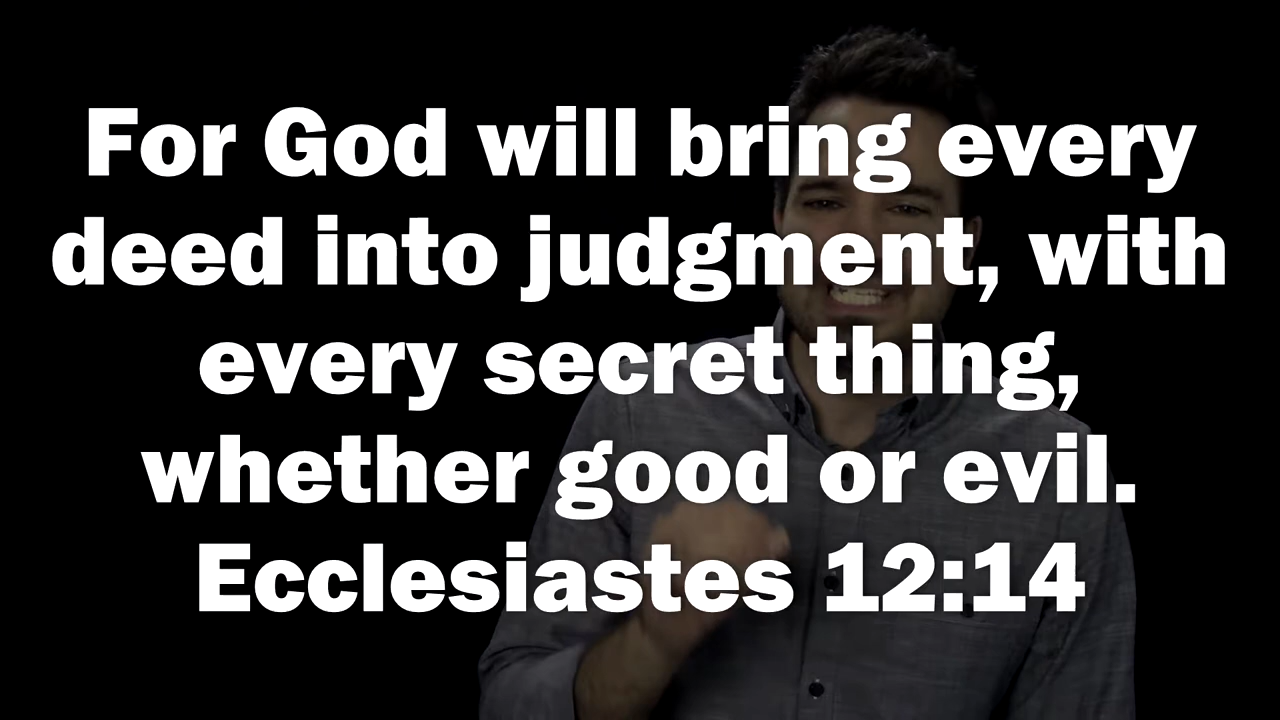 For God will bring every
deed into judgment, with
every secret thing,
whether good or evil.
Ecclesiastes 12:14